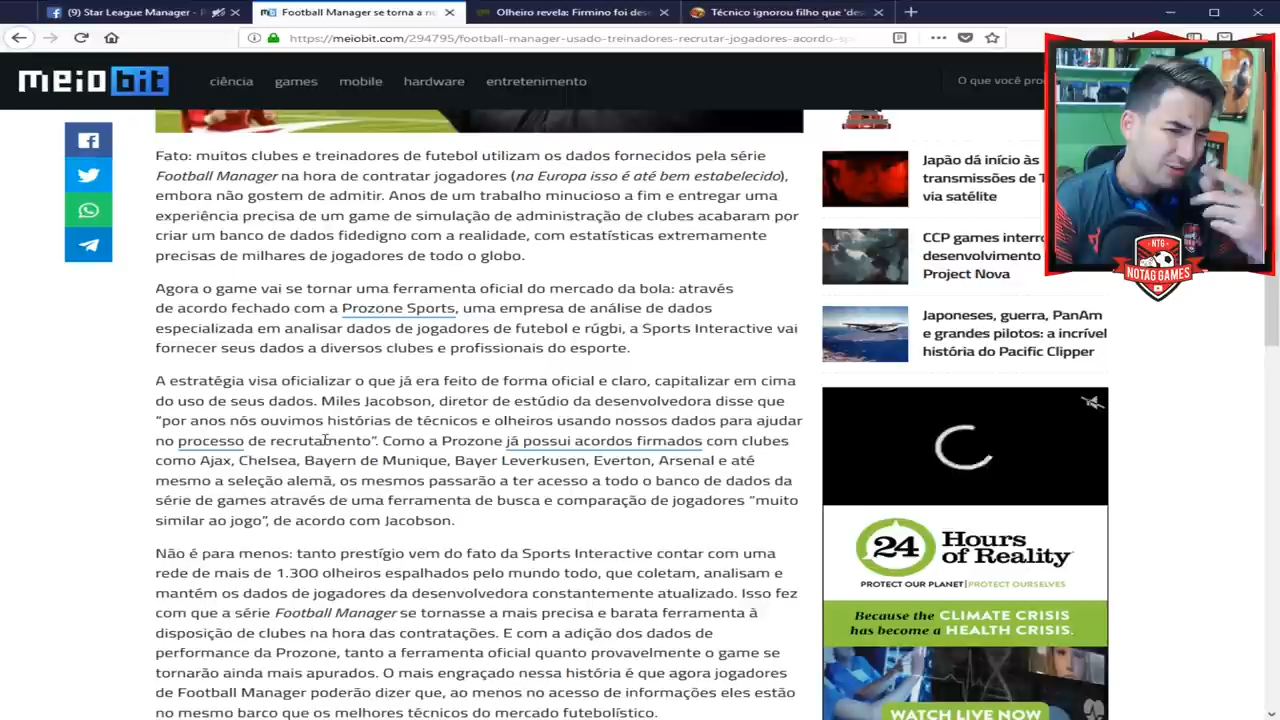 (1) Star League Manager - P
Football Manager se torna a n
Olheiro revela: Firmino foi des
Técnico ignorou filho que 'des
https://meiobit.com/294795/football-manager-usado-treinadores-recrutar-jogadores-acordo-sp
meiobit
ciência
games
mobile
hardware
entretenimento
O que você pro
Fato: muitos clubes e treinadores de futebol utilizam os dados fornecidos pela série
Football Manager na hora de contratar jogadores (na Europa isso é até bem estabelecido),
embora não gostem de admitir. Anos de um trabalho minucioso a fim e entregar uma
experiência precisa de um game de simulação de administração de clubes acabaram por
criar um banco de dados fidedigno com a realidade, com estatísticas extremamente
precisas de milhares de jogadores de todo o globo.
Agora o game vai se tornar uma ferramenta oficial do mercado da bola: através
de acordo fechado com a Prozone Sports, uma empresa de análise de dados
especializada em analisar dados de jogadores de futebol e rúgbi, a Sports Interactive vai
fornecer seus dados a diversos clubes e profissionais do esporte.
A estratégia visa oficializar o que já era feito de forma oficial e claro, capitalizar em cima
do uso de seus dados. Miles Jacobson, diretor de estúdio da desenvolvedora disse que
“por anos nós ouvimos histórias de técnicos e olheiros usando nossos dados para ajudar
no processo de recrutamento”. Como a Prozone já possui acordos firmados com clubes
como Ajax, Chelsea, Bayern de Munique, Bayer Leverkusen, Everton, Arsenal e até
mesmo a seleção alemã, os mesmos passarão a ter acesso a todo o banco de dados da
série de games através de uma ferramenta de busca e comparação de jogadores “muito
similar ao jogo”, de acordo com Jacobson.
Não é para menos: tanto prestígio vem do fato da Sports Interactive contar com uma
rede de mais de 1.300 olheiros espalhados pelo mundo todo, que coletam, analisam e
mantém os dados de jogadores da desenvolvedora constantemente atualizado. Isso fez
com que a série Football Manager se tornasse a mais precisa e barata ferramenta à
disposição de clubes na hora das contratações. E com a adição dos dados de
performance da Prozone, tanto a ferramenta oficial quanto provavelmente o game se
tornarão ainda mais apurados. O mais engraçado nessa história é que agora jogadores
de Football Manager poderão dizer que, ao menos no acesso de informações eles estão
no mesmo barco que os melhores técnicos do mercado futebolístico.
Japão dá início às
transmissões de T
via satélite
CCP games interro
desenvolvimento
Project Nova
Japoneses, guerra, PanAm
e grandes pilotos: a incrível
história do Pacific Clipper
NTG
NOTAG GAMES
24 Hours
of Reality
PROTECT OUR PLANET | PROTECT OURSELVES
Because the CLIMATE CRISIS
has become a HEALTH CRISIS.
WATCH LIVE NOW